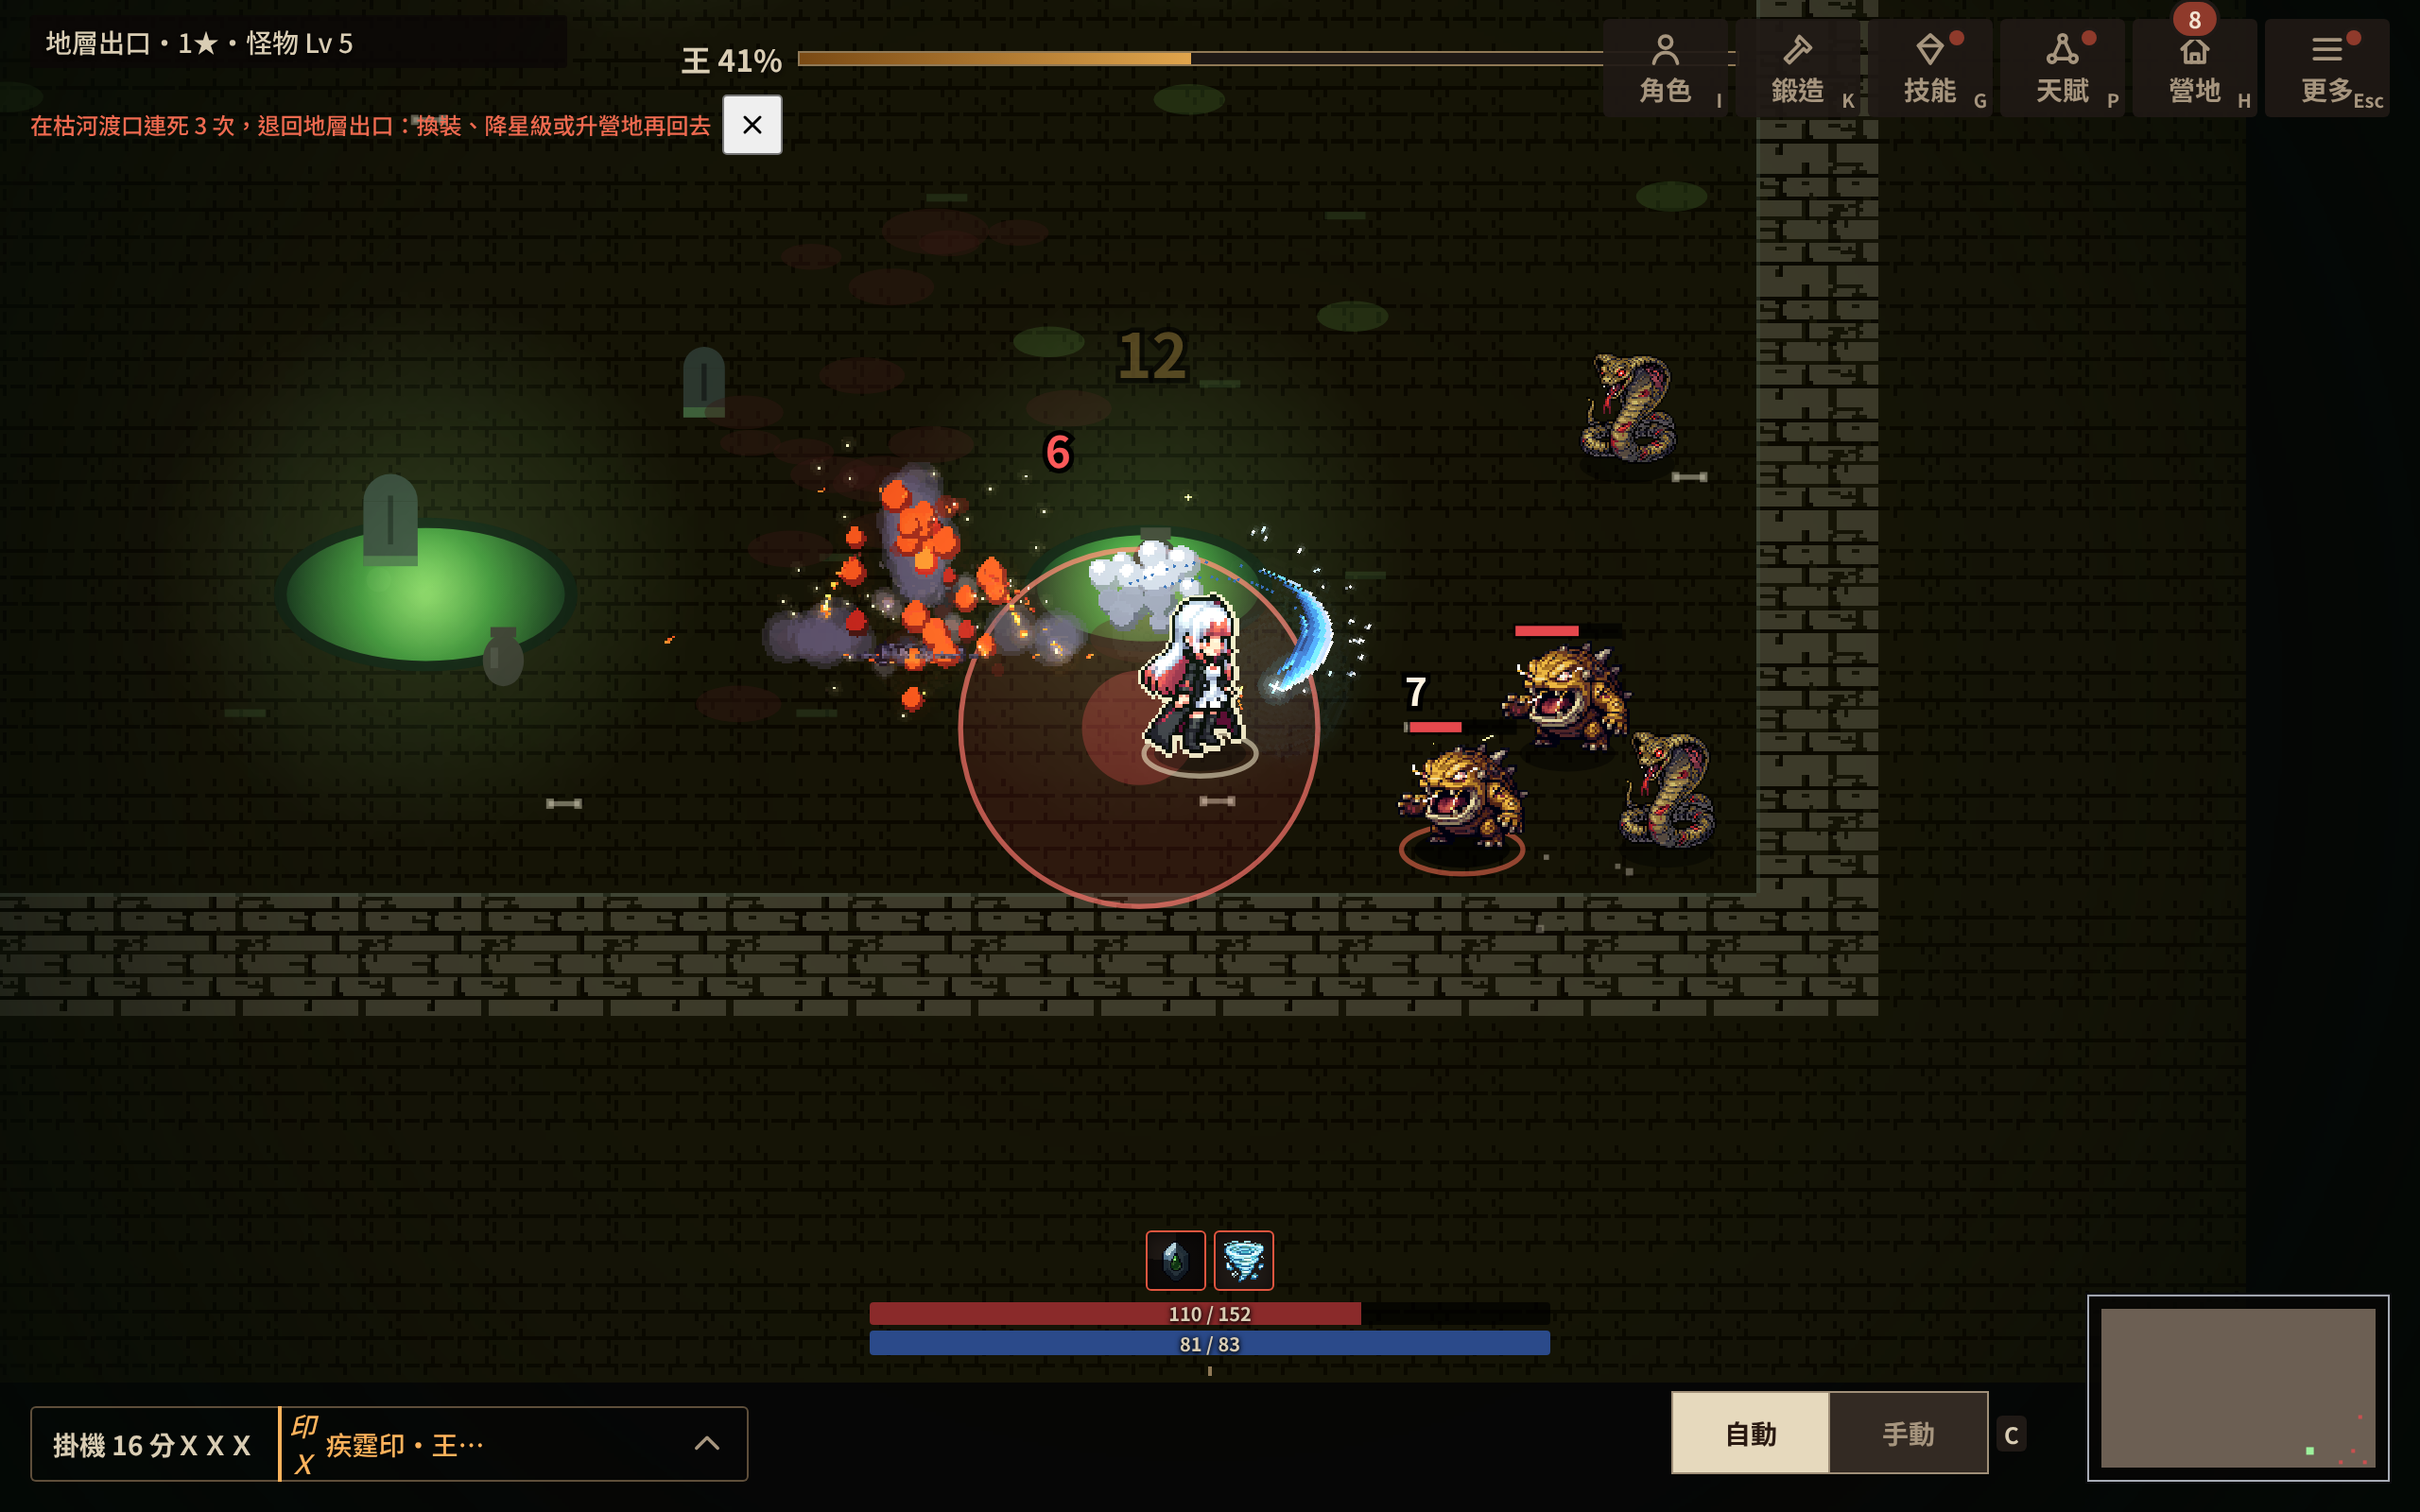 地層出口・1★・怪物 Lv 5
王 41%
角色 I
鍛造 K
技能 G
天賦 P
8
營地 H
更多 Esc
在枯河渡口連死 3 次，退回地層出口：換裝、降星級或升營地再回去
12
6
7
110 / 152
81 / 83
掛機 16 分 X X X
印 X
疾霆印・王…
自動
手動
C